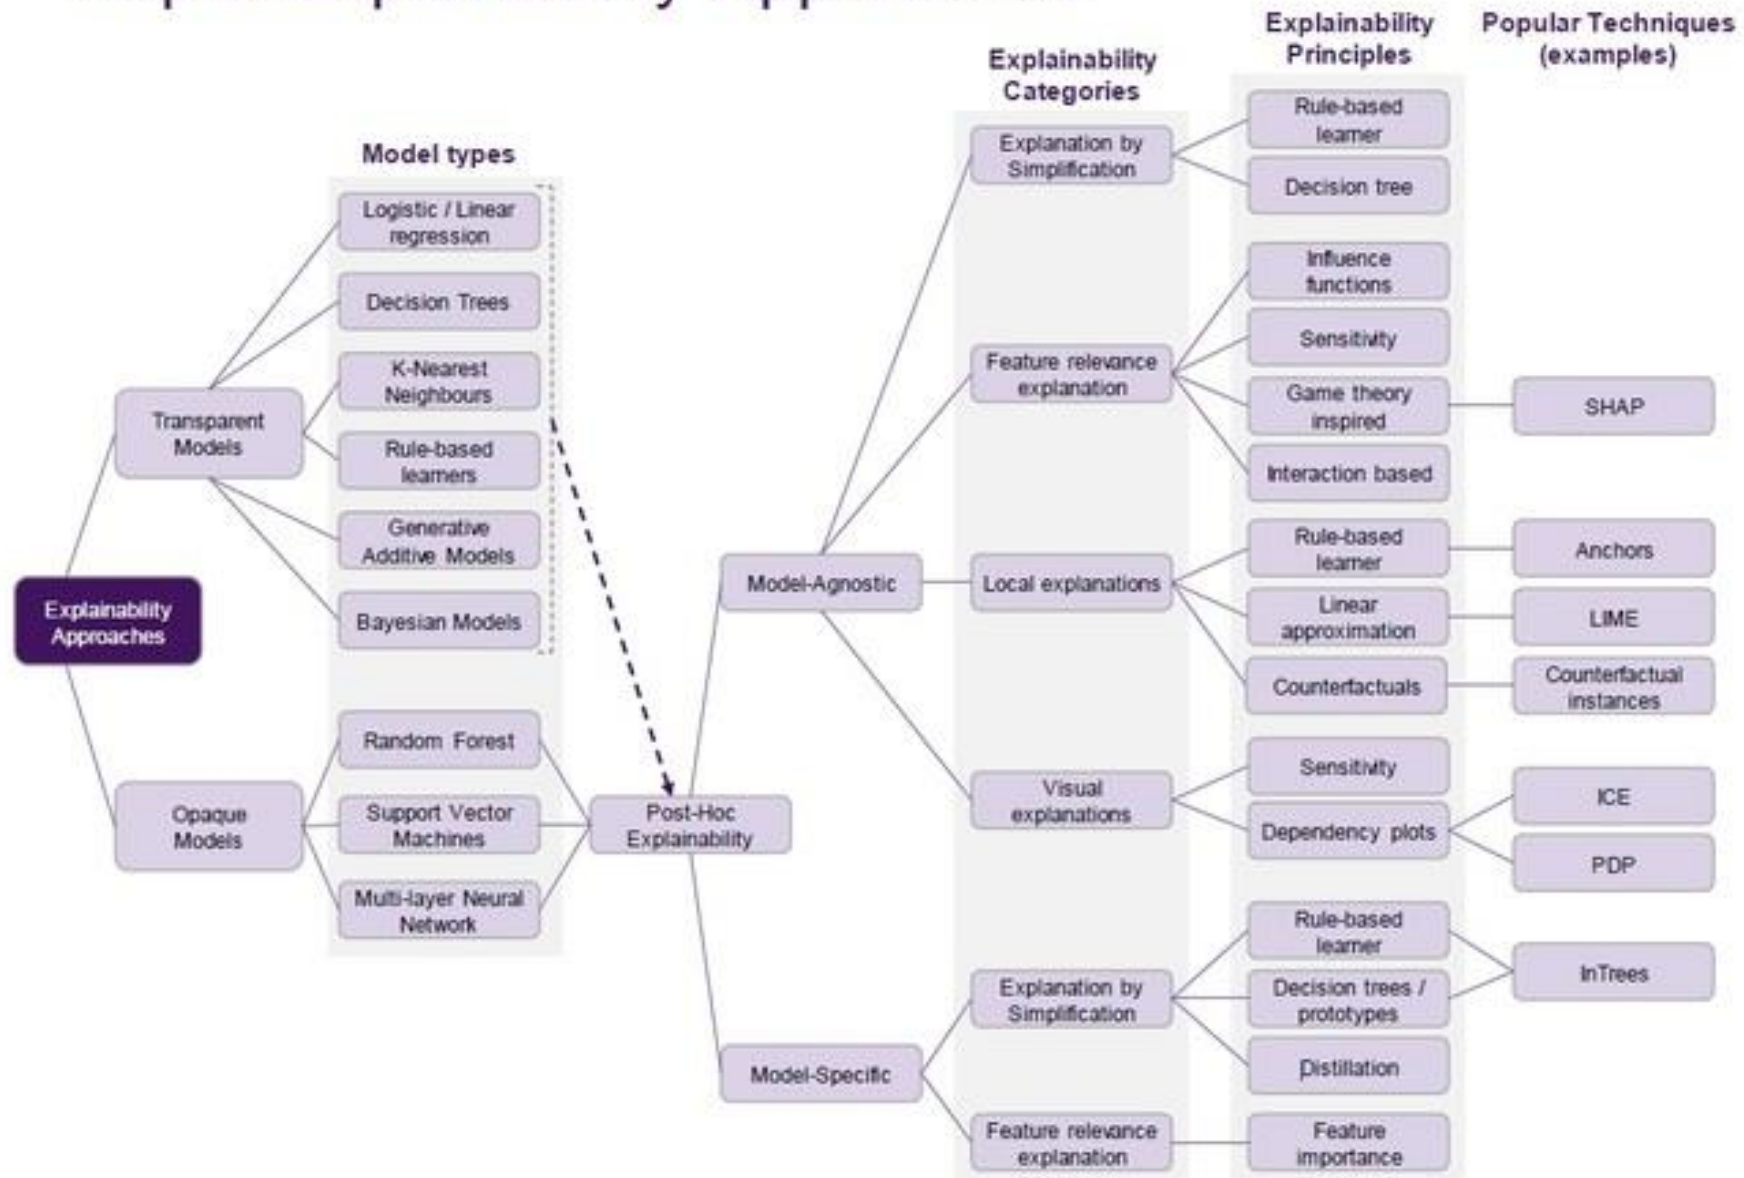 Explainability
Principles
Popular Techniques
(examples)
Explainability
Categories
Model types
Explainability
Approaches
Transparent
Models
Opaque
Models
Logistic / Linear
regression
Decision Trees
K-Nearest
Neighbours
Rule-based
learners
Generative
Additive Models
Bayesian Models
Random Forest
Support Vector
Machines
Multi-layer Neural
Network
Post-Hoc
Explainability
Model-Agnostic
Model-Specific
Explanation by
Simplification
Feature relevance
explanation
Local explanations
Visual
explanations
Explanation by
Simplification
Feature relevance
explanation
Rule-based
learner
Decision tree
Influence
functions
Sensitivity
Game theory
inspired
Interaction based
Rule-based
learner
Linear
approximation
Counterfactuals
Sensitivity
Dependency plots
Rule-based
learner
Decision trees /
prototypes
Distillation
Feature
importance
SHAP
Anchors
LIME
Counterfactual
instances
ICE
PDP
InTrees